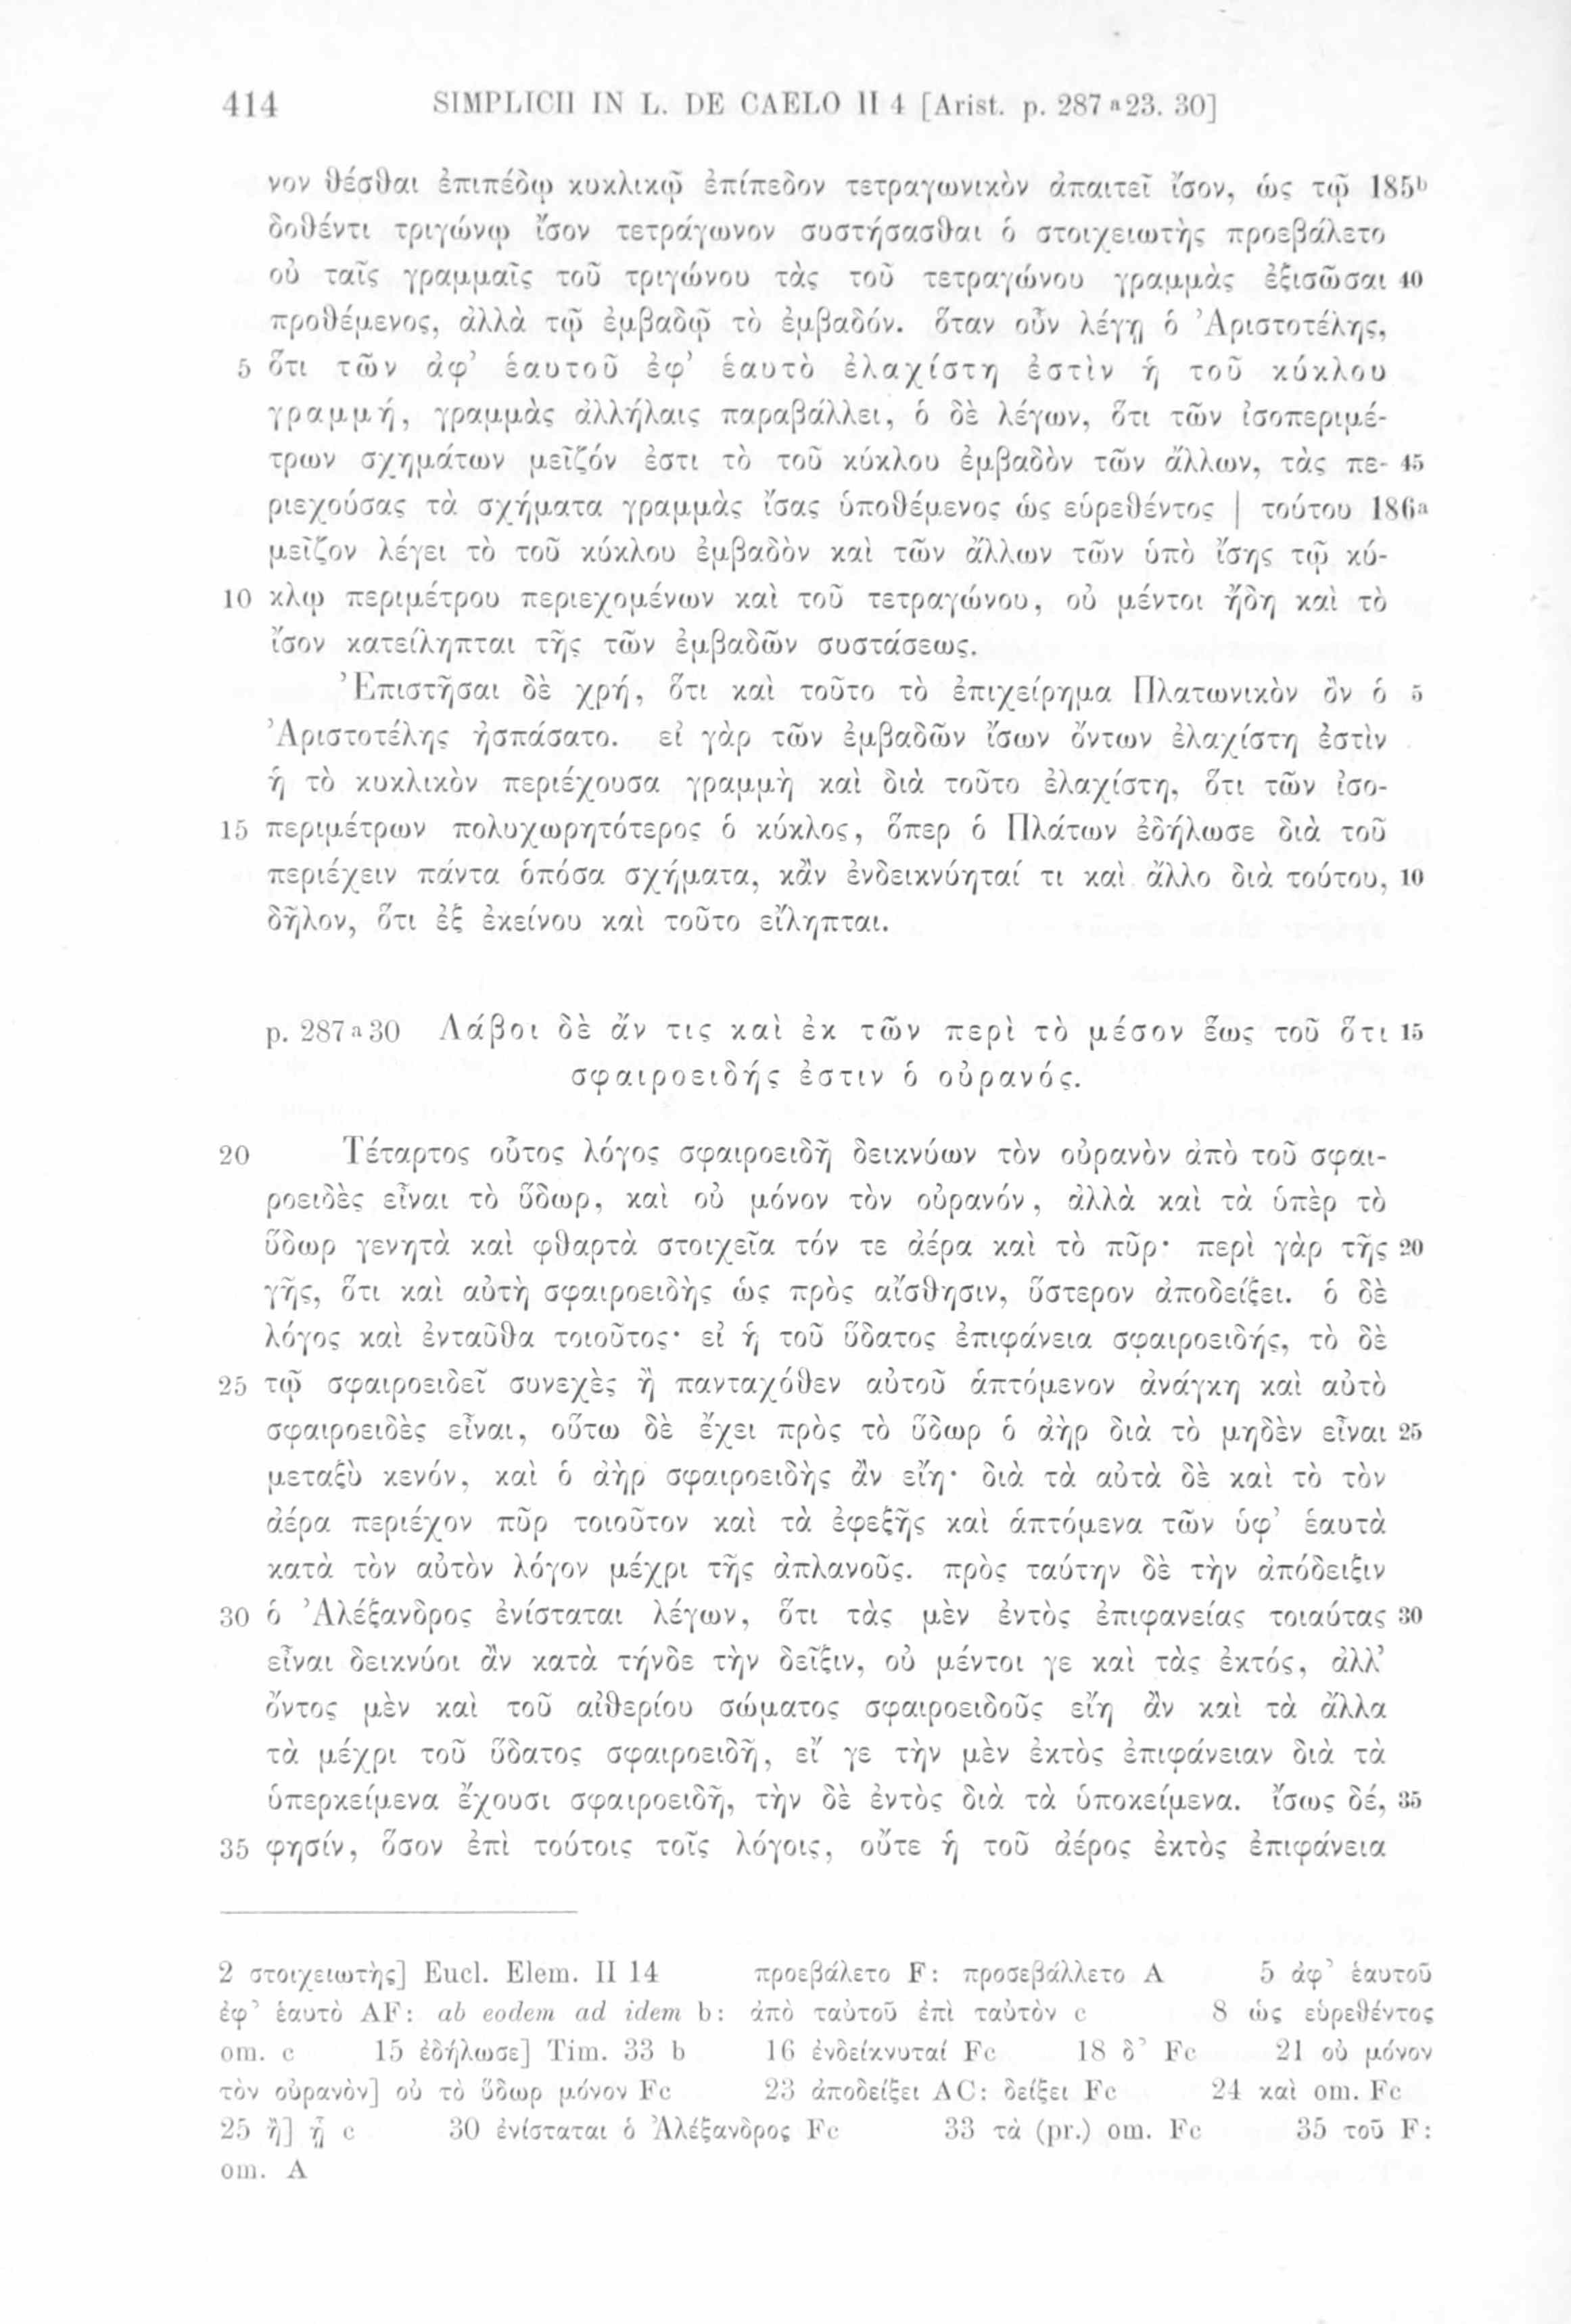 414 SIMPLICII IN L. DE CAELO II 4 [Arist. p. 287 a 23. 30]
νον θέσθαι ἐπιπέδῳ κυκλικῷ ἐπίπεδον τετραγωνικὸν ἀπαιτεῖ ἴσον, ὡς τῷ 185b
δοθέντι τριγώνῳ ἴσον τετράγωνον συστήσασθαι ὁ στοιχειωτὴς προεβάλετο
οὐ ταῖς γραμμαῖς τοῦ τριγώνου τὰς τοῦ τετραγώνου γραμμὰς ἐξισῶσαι 40
προθέμενος, ἀλλὰ τῷ ἐμβαδῷ τὸ ἐμβαδόν. ὅταν οὖν λέγῃ ὁ Ἀριστοτέλης,
5 ὅτι τῶν ἀφ’ ἑαυτοῦ ἐφ’ ἑαυτὸ ἐλαχίστη ἐστὶν ἡ τοῦ κύκλου
γραμμή, γραμμὰς ἀλλήλαις παραβάλλει, ὁ δὲ λέγων, ὅτι τῶν ἰσοπεριμέ-
τρων σχημάτων μεῖζόν ἐστι τὸ τοῦ κύκλου ἐμβαδὸν τῶν ἄλλων, τὰς πε- 45
ριεχούσας τὰ σχήματα γραμμὰς ἴσας ὑποθέμενος ὡς εὑρεθέντος | τούτου 186a
μεῖζον λέγει τὸ τοῦ κύκλου ἐμβαδὸν καὶ τῶν ἄλλων τῶν ὑπὸ ἴσης τῷ κύ-
10 κλῳ περιμέτρου περιεχομένων καὶ τοῦ τετραγώνου, οὐ μέντοι ἤδη καὶ τὸ
ἴσον κατείληπται τῆς τῶν ἐμβαδῶν συστάσεως.
Ἐπιστῆσαι δὲ χρή, ὅτι καὶ τοῦτο τὸ ἐπιχείρημα Πλατωνικὸν ὂν ὁ 5
Ἀριστοτέλης ἠσπάσατο. εἰ γὰρ τῶν ἐμβαδῶν ἴσων ὄντων ἐλαχίστη ἐστὶν
ἡ τὸ κυκλικὸν περιέχουσα γραμμὴ καὶ διὰ τοῦτο ἐλαχίστη, ὅτι τῶν ἰσο-
15 περιμέτρων πολυχωρητότερος ὁ κύκλος, ὅπερ ὁ Πλάτων ἐδήλωσε διὰ τοῦ
περιέχειν πάντα ὁπόσα σχήματα, κἂν ἐνδεικνύηταί τι καὶ ἄλλο διὰ τούτου, 10
δῆλον, ὅτι ἐξ ἐκείνου καὶ τοῦτο εἴληπται.
p. 287 a 30 Λάβοι δὲ ἄν τις καὶ ἐκ τῶν περὶ τὸ μέσον ἕως τοῦ ὅτι 15
σφαιροειδής ἐστιν ὁ οὐρανός.
20 Τέταρτος οὗτος λόγος σφαιροειδῆ δεικνύων τὸν οὐρανὸν ἀπὸ τοῦ σφαι-
ροειδὲς εἶναι τὸ ὕδωρ, καὶ οὐ μόνον τὸν οὐρανόν, ἀλλὰ καὶ τὰ ὑπὲρ τὸ
ὕδωρ γενητὰ καὶ φθαρτὰ στοιχεῖα τόν τε ἀέρα καὶ τὸ πῦρ· περὶ γὰρ τῆς 20
γῆς, ὅτι καὶ αὐτὴ σφαιροειδὴς ὡς πρὸς αἴσθησιν, ὕστερον ἀποδείξει. ὁ δὲ
λόγος καὶ ἐνταῦθα τοιοῦτος· εἰ ἡ τοῦ ὕδατος ἐπιφάνεια σφαιροειδής, τὸ δὲ
25 τῷ σφαιροειδεῖ συνεχὲς ἢ πανταχόθεν αὐτοῦ ἁπτόμενον ἀνάγκη καὶ αὐτὸ
σφαιροειδὲς εἶναι, οὕτω δὲ ἔχει πρὸς τὸ ὕδωρ ὁ ἀὴρ διὰ τὸ μηδὲν εἶναι 25
μεταξὺ κενόν, καὶ ὁ ἀὴρ σφαιροειδὴς ἂν εἴη· διὰ τὰ αὐτὰ δὲ καὶ τὸ τὸν
ἀέρα περιέχον πῦρ τοιοῦτον καὶ τὰ ἐφεξῆς καὶ ἁπτόμενα τῶν ὑφ’ ἑαυτὰ
κατὰ τὸν αὐτὸν λόγον μέχρι τῆς ἀπλανοῦς. πρὸς ταύτην δὲ τὴν ἀπόδειξιν
30 ὁ Ἀλέξανδρος ἐνίσταται λέγων, ὅτι τὰς μὲν ἐντὸς ἐπιφανείας τοιαύτας 30
εἶναι δεικνύοι ἂν κατὰ τήνδε τὴν δεῖξιν, οὐ μέντοι γε καὶ τὰς ἐκτός, ἀλλ’
ὄντος μὲν καὶ τοῦ αἰθερίου σώματος σφαιροειδοῦς εἴη ἂν καὶ τὰ ἄλλα
τὰ μέχρι τοῦ ὕδατος σφαιροειδῆ, εἴ γε τὴν μὲν ἐκτὸς ἐπιφάνειαν διὰ τὰ
ὑπερκείμενα ἔχουσι σφαιροειδῆ, τὴν δὲ ἐντὸς διὰ τὰ ὑποκείμενα. ἴσως δέ, 35
35 φησίν, ὅσον ἐπὶ τούτοις τοῖς λόγοις, οὔτε ἡ τοῦ ἀέρος ἐκτὸς ἐπιφάνεια
2 στοιχειωτὴς] Eucl. Elem. II 14 προεβάλετο F: προσεβάλλετο A 5 ἀφ’ ἑαυτοῦ
ἐφ’ ἑαυτὸ AF: ab eodem ad idem b: ἀπὸ ταὐτοῦ ἐπὶ ταὐτὸν c 8 ὡς εὑρεθέντος
om. c 15 ἐδήλωσε] Tim. 33 b 16 ἐνδείκνυταί Fc 18 δ’ Fc 21 οὐ μόνον
τὸν οὐρανὸν] οὐ τὸ ὕδωρ μόνον Fc 23 ἀποδείξει AC: δείξει Fc 24 καὶ om. Fc
25 ἢ] ᾗ c 30 ἐνίσταται ὁ Ἀλέξανδρος Fc 33 τὰ (pr.) om. Fc 35 τοῦ F:
om. A